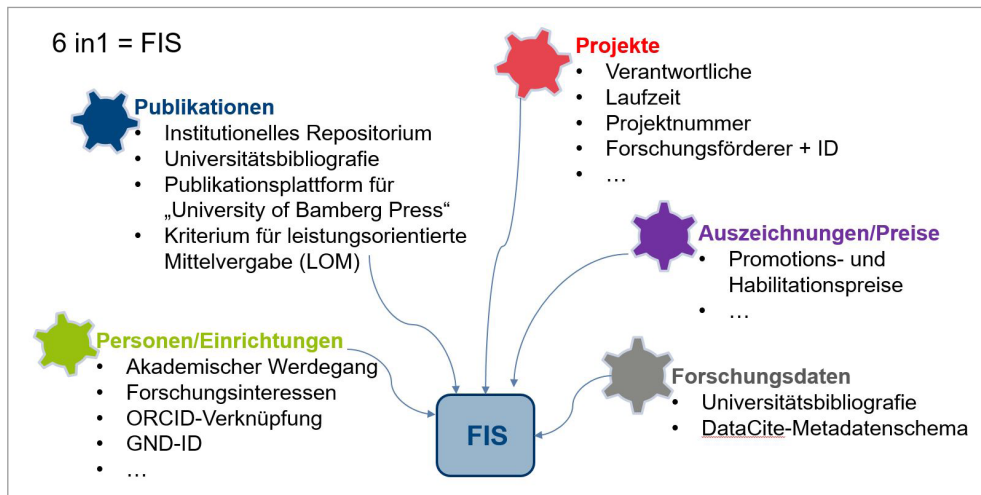 6 in1 = FIS
Projekte
• Verantwortliche
• Laufzeit
• Projektnummer
• Forschungsförderer + ID
• …
Publikationen
• Institutionelles Repositorium
• Universitätsbibliografie
• Publikationsplattform für
„University of Bamberg Press“
• Kriterium für leistungsorientierte
Mittelvergabe (LOM)
Auszeichnungen/Preise
• Promotions- und
Habilitationspreise
• …
Personen/Einrichtungen
• Akademischer Werdegang
• Forschungsinteressen
• ORCID-Verknüpfung
• GND-ID
• …
Forschungsdaten
• Universitätsbibliografie
• DataCite-Metadatenschema
FIS